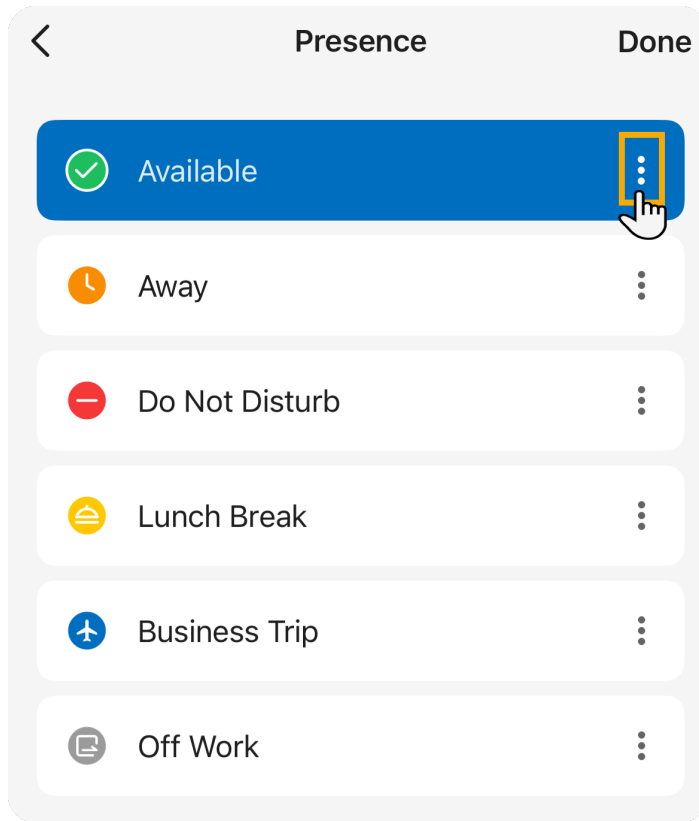 Presence Done
Available
Away
Do Not Disturb
Lunch Break
Business Trip
Off Work